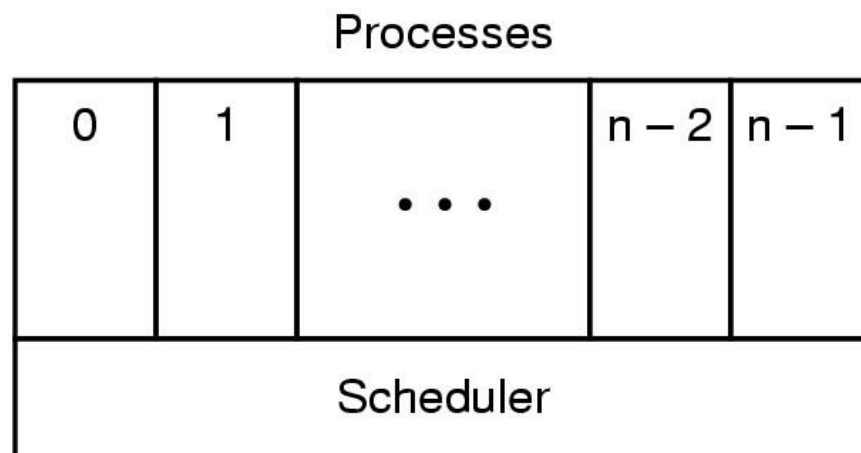 Processes
0 1 • • • n – 2 n – 1
Scheduler